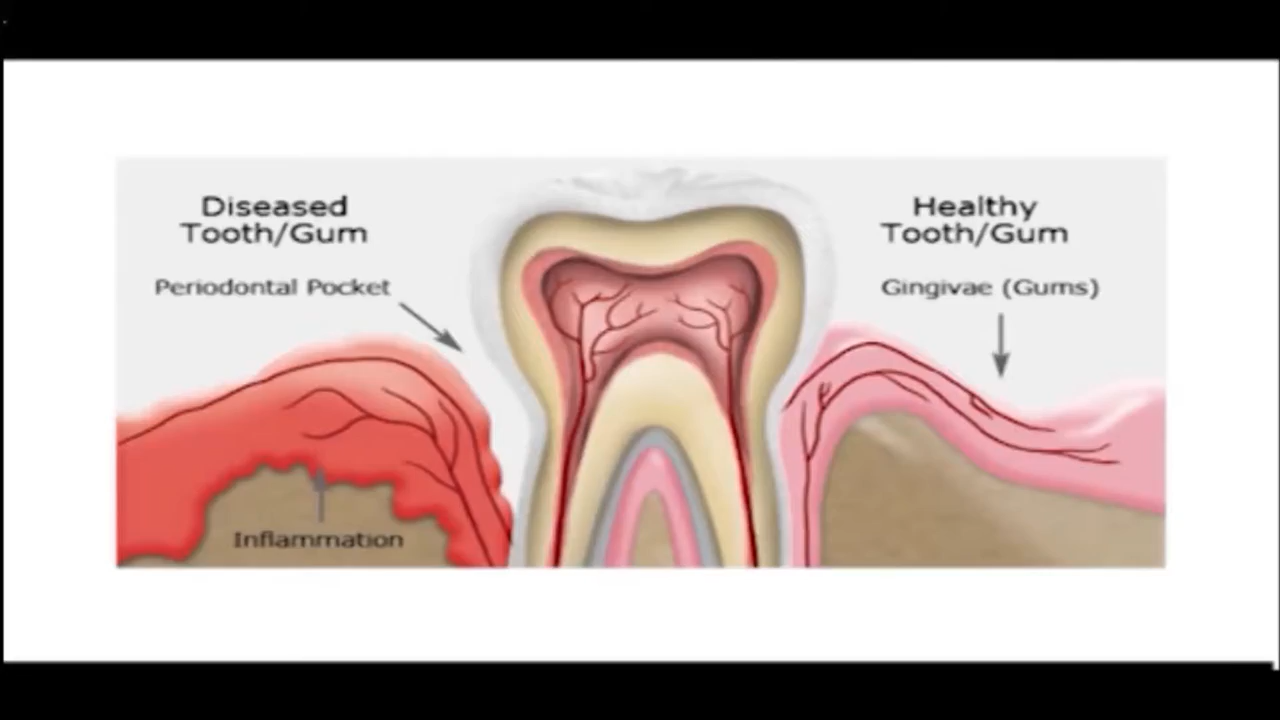 Diseased
Tooth/Gum
Periodontal Pocket
Inflammation
Healthy
Tooth/Gum
Gingivae (Gums)